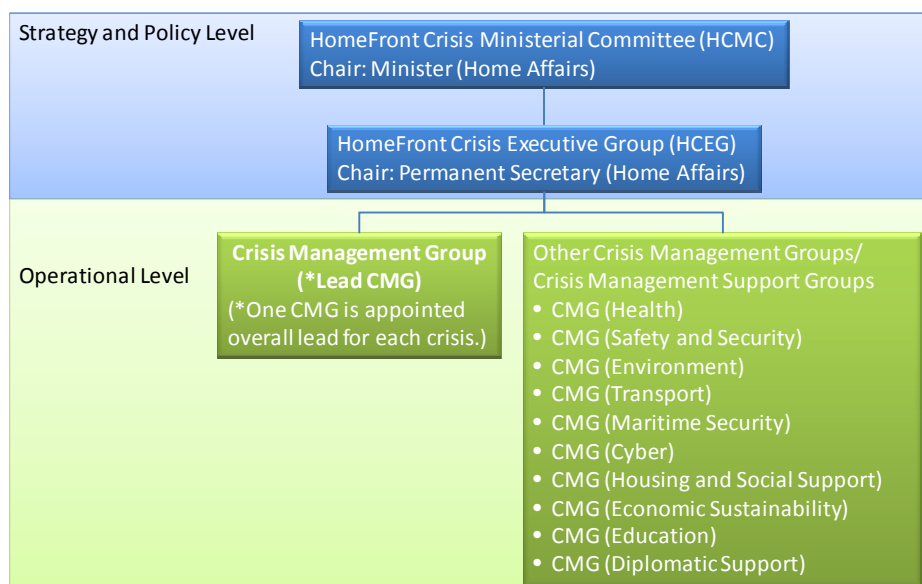 Strategy and Policy Level
HomeFront Crisis Ministerial Committee (HCMC)
Chair: Minister (Home Affairs)
HomeFront Crisis Executive Group (HCEG)
Chair: Permanent Secretary (Home Affairs)
Operational Level
Crisis Management Group
(*Lead CMG)
(*One CMG is appointed
overall lead for each crisis.)
Other Crisis Management Groups/
Crisis Management Support Groups
• CMG (Health)
• CMG (Safety and Security)
• CMG (Environment)
• CMG (Transport)
• CMG (Maritime Security)
• CMG (Cyber)
• CMG (Housing and Social Support)
• CMG (Economic Sustainability)
• CMG (Education)
• CMG (Diplomatic Support)